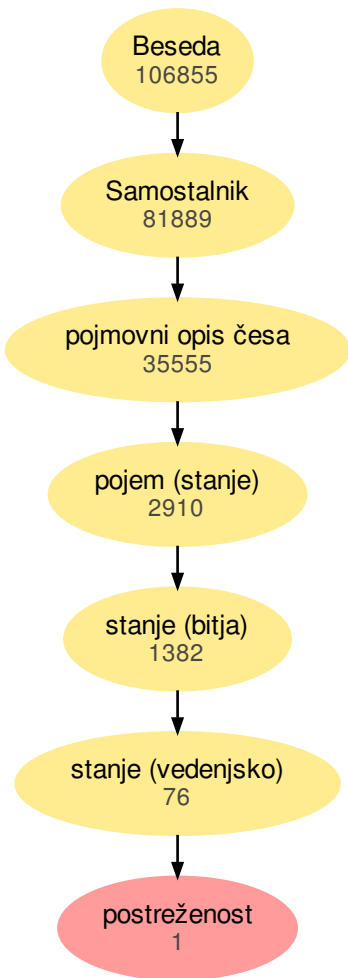 Beseda
106855
Samostalnik
81889
pojmovni opis česa
35555
pojem (stanje)
2910
stanje (bitja)
1382
stanje (vedenjsko)
76
postreženost
1